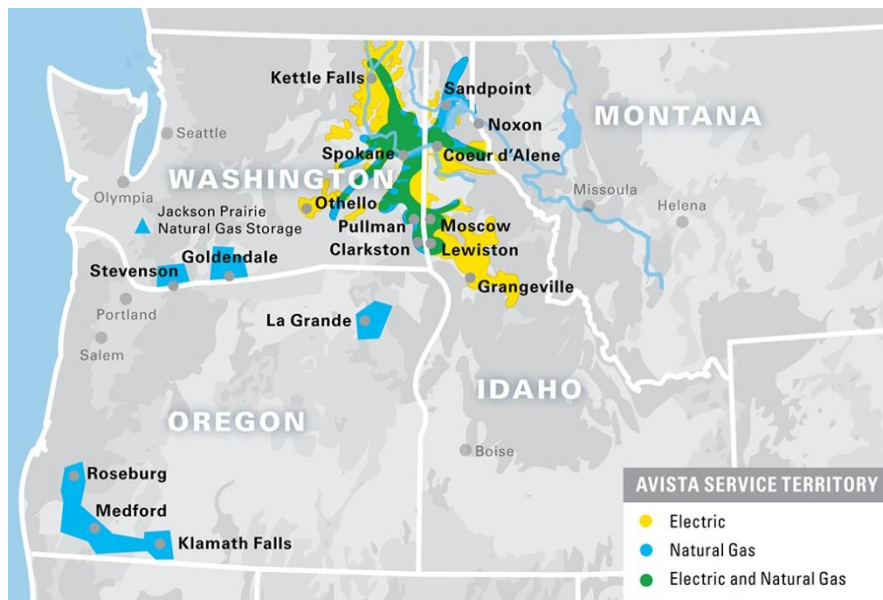 Kettle Falls
Sandpoint
Noxon
MONTANA
Seattle
Spokane
Coeur d'Alene
WASHINGTON
Missoula
Olympia
Othello
Helena
Jackson Prairie
Natural Gas Storage
Pullman
Moscow
Clarkston
Lewiston
Goldendale
Stevenson
Grangeville
Portland
La Grande
Salem
IDAHO
OREGON
Boise
Roseburg
Medford
Klamath Falls
AVISTA SERVICE TERRITORY
Electric
Natural Gas
Electric and Natural Gas